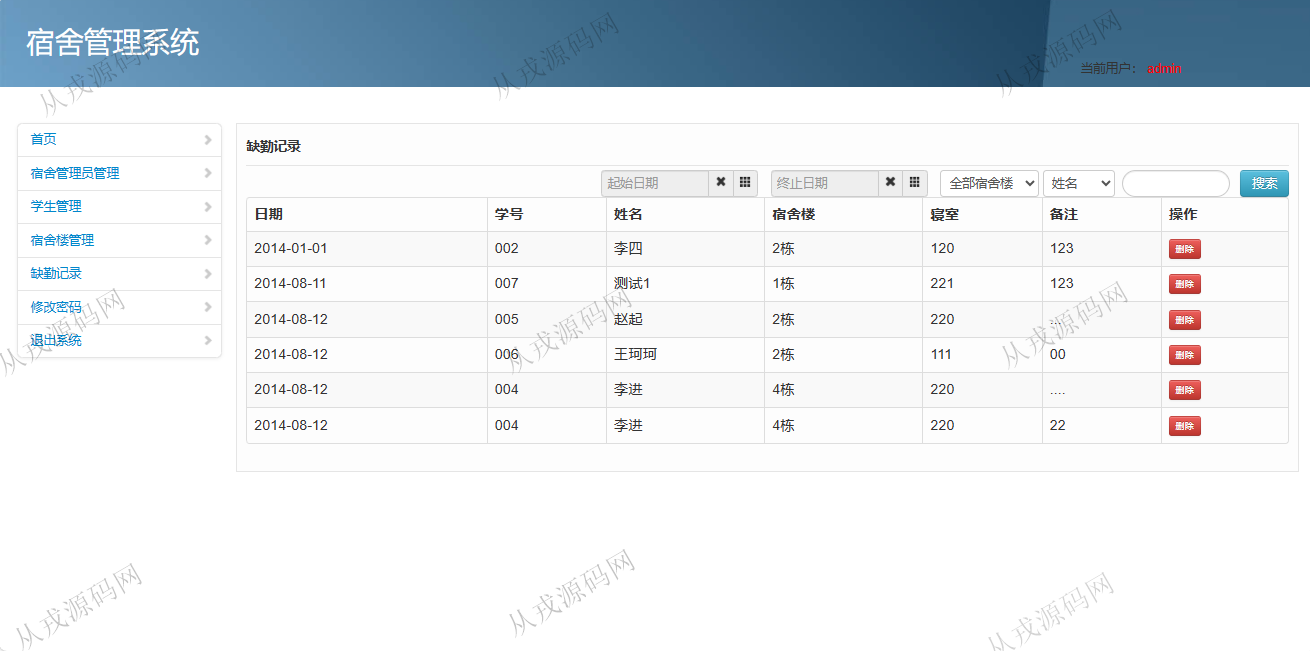 宿舍管理系统
当前用户： admin
首页
宿舍管理员管理
学生管理
宿舍楼管理
缺勤记录
修改密码
退出系统
缺勤记录
起始日期 终止日期 全部宿舍楼 姓名 搜索
日期 学号 姓名 宿舍楼 寝室 备注 操作
2014-01-01 002 李四 2栋 120 123 删除
2014-08-11 007 测试1 1栋 221 123 删除
2014-08-12 005 赵起 2栋 220 ... 删除
2014-08-12 006 王珂珂 2栋 111 00 删除
2014-08-12 004 李进 4栋 220 .... 删除
2014-08-12 004 李进 4栋 220 22 删除
从戎源码网
从戎源码网
从戎源码网
从戎源码网
从戎源码网
从戎源码网
从戎源码网
从戎源码网
从戎源码网